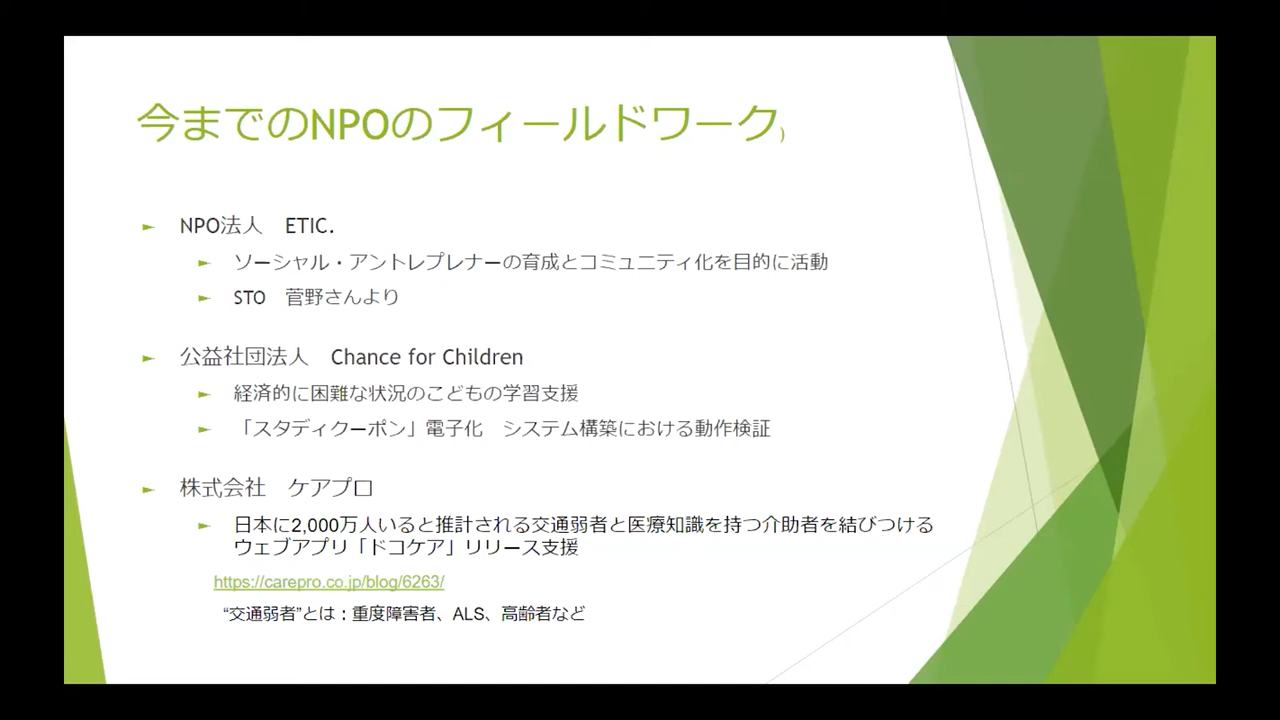 今までのNPOのフィールドワーク)
► NPO法人　ETIC.
► ソーシャル・アントレプレナーの育成とコミュニティ化を目的に活動
► STO　菅野さんより
► 公益社団法人　Chance for Children
► 経済的に困難な状況のこどもの学習支援
► 「スタディクーポン」電子化　システム構築における動作検証
► 株式会社　ケアプロ
► 日本に2,000万人いると推計される交通弱者と医療知識を持つ介助者を結びつける
ウェブアプリ「ドコケア」リリース支援
https://carepro.co.jp/blog/6263/
“交通弱者”とは：重度障害者、ALS、高齢者など